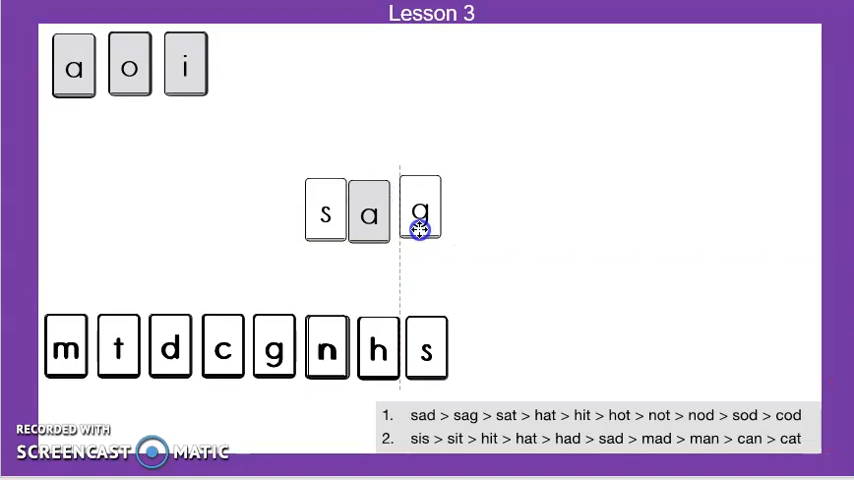 Lesson 3
a o i
s a g
m t d c g n h s
1. sad > sag > sat > hat > hit > hot > not > nod > sod > cod
2. sis > sit > hit > hat > had > sad > mad > man > can > cat
RECORDED WITH
SCREENCAST MATIC